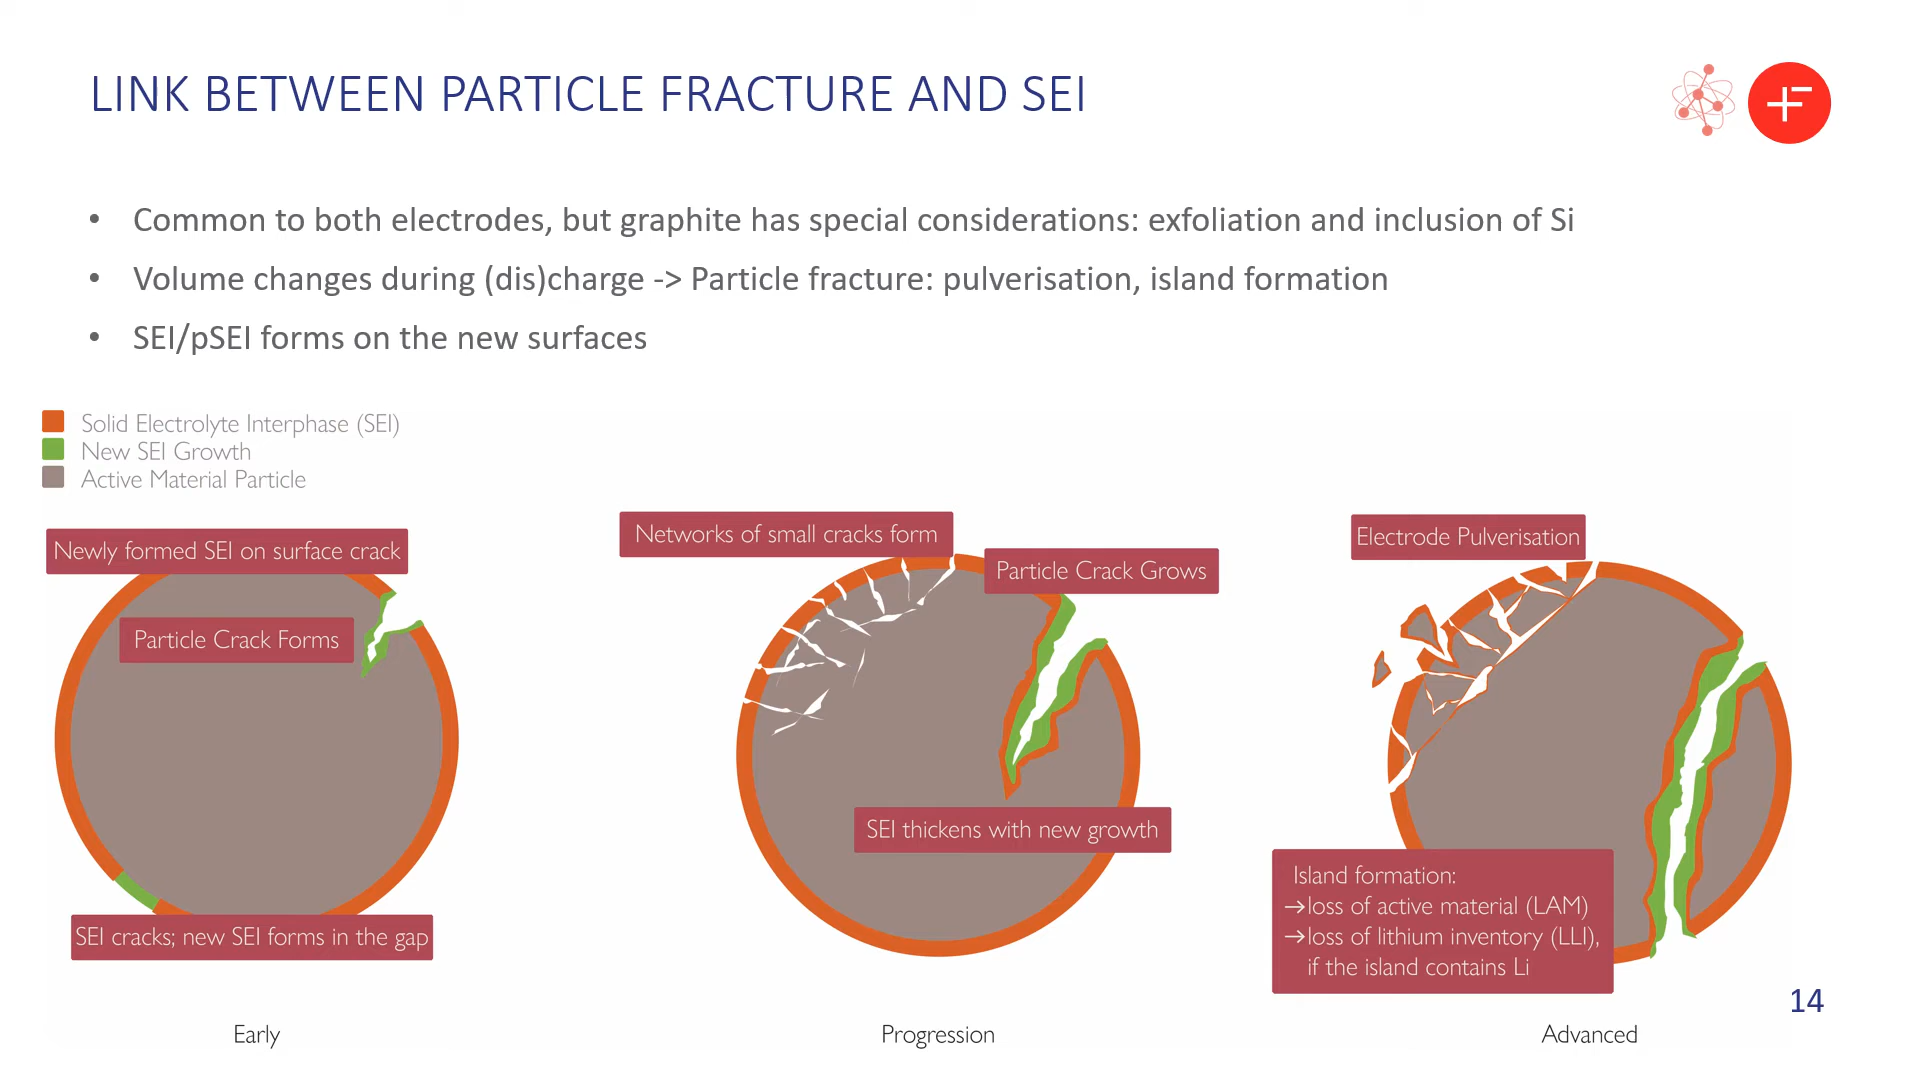 LINK BETWEEN PARTICLE FRACTURE AND SEI
• Common to both electrodes, but graphite has special considerations: exfoliation and inclusion of Si
• Volume changes during (dis)charge -> Particle fracture: pulverisation, island formation
• SEI/pSEI forms on the new surfaces
Solid Electrolyte Interphase (SEI)
New SEI Growth
Active Material Particle
Newly formed SEI on surface crack
Particle Crack Forms
SEI cracks; new SEI forms in the gap
Early
Networks of small cracks form
Particle Crack Grows
SEI thickens with new growth
Progression
Electrode Pulverisation
Island formation:
→loss of active material (LAM)
→loss of lithium inventory (LLI),
if the island contains Li
Advanced
14